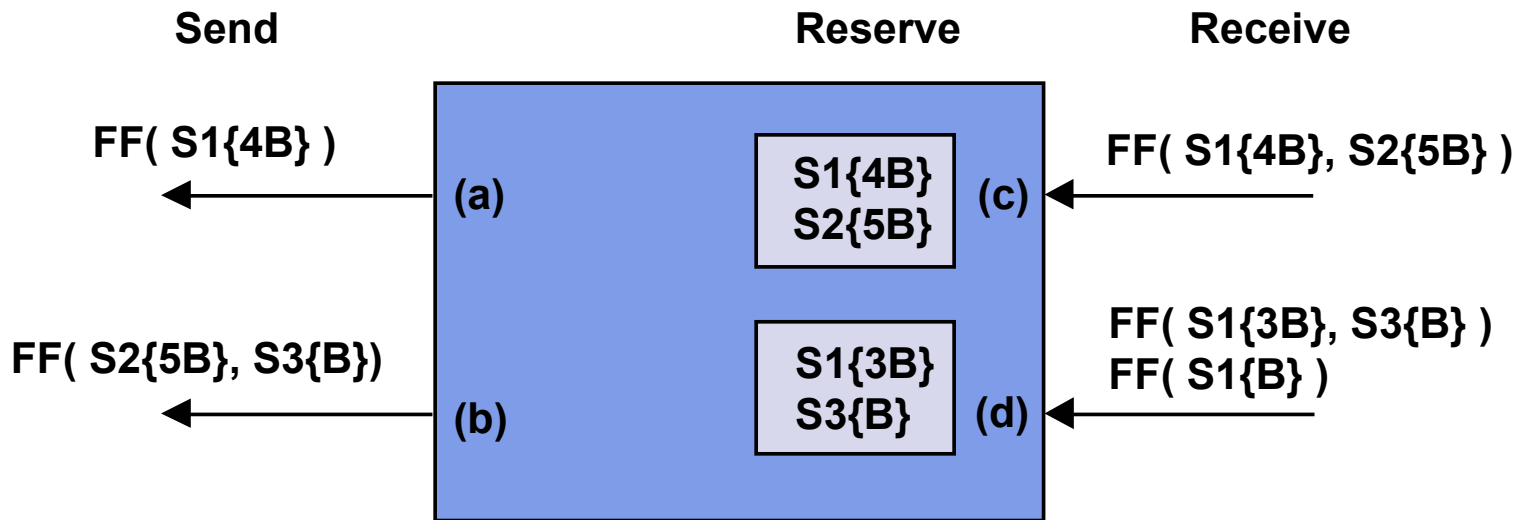 Send
Reserve
Receive
FF( S1{4B} )
(a)
S1{4B}
S2{5B}
(c)
FF( S1{4B}, S2{5B} )
FF( S2{5B}, S3{B})
(b)
S1{3B}
S3{B}
(d)
FF( S1{3B}, S3{B} )
FF( S1{B} )